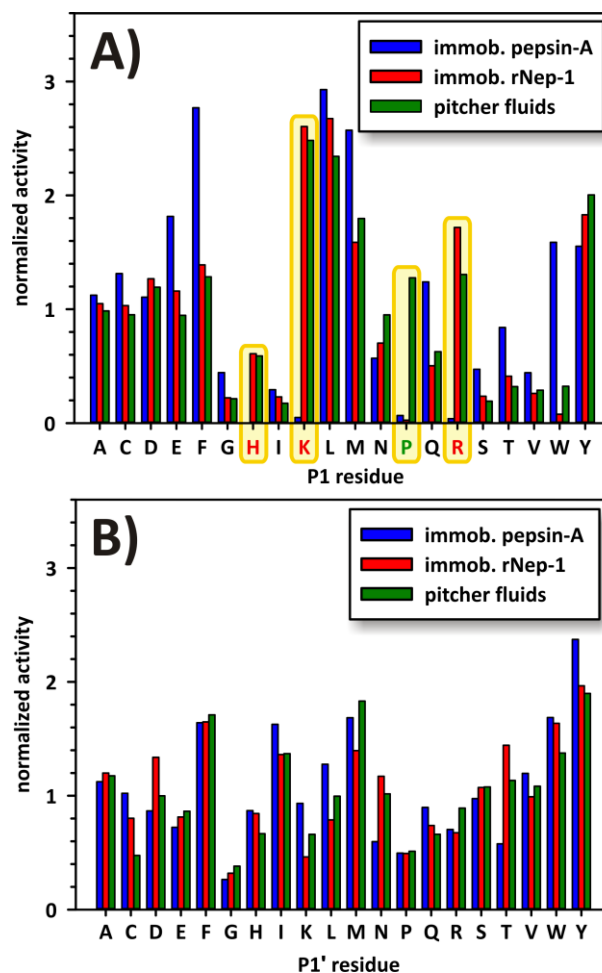 A)
immob. pepsin-A
immob. rNep-1
pitcher fluids
normalized activity
3
2
1
0
A C D E F G H I K L M N P Q R S T V W Y
P1 residue
B)
immob. pepsin-A
immob. rNep-1
pitcher fluids
normalized activity
3
2
1
0
A C D E F G H I K L M N P Q R S T V W Y
P1' residue